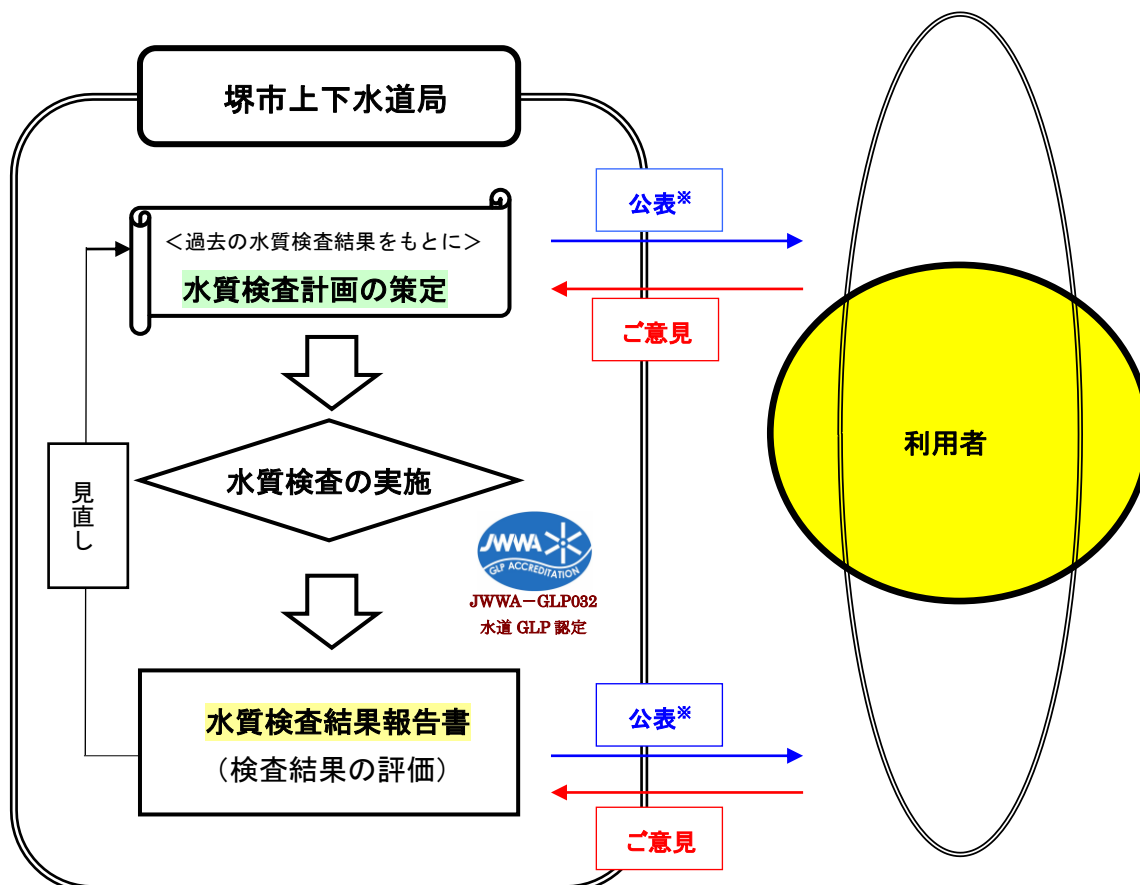 堺市上下水道局
公表※
＜過去の水質検査結果をもとに＞
水質検査計画の策定
ご意見
利用者
水質検査の実施
見直し
JWWA
GLP ACCREDITATION
JWWA－GLP032
水道 GLP 認定
公表※
水質検査結果報告書
（検査結果の評価）
ご意見